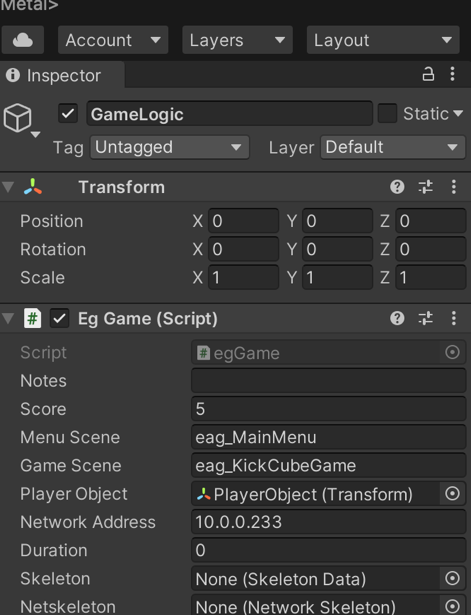 Metal>
Account Layers Layout
Inspector
GameLogic Static
Tag Untagged Layer Default
Transform
Position X 0 Y 0 Z 0
Rotation X 0 Y 0 Z 0
Scale X 1 Y 1 Z 1
# Eg Game (Script)
Script # egGame
Notes
Score 5
Menu Scene eag_MainMenu
Game Scene eag_KickCubeGame
Player Object PlayerObject (Transform)
Network Address 10.0.0.233
Duration 0
Skeleton None (Skeleton Data)
Netskeleton None (Network Skeleton)